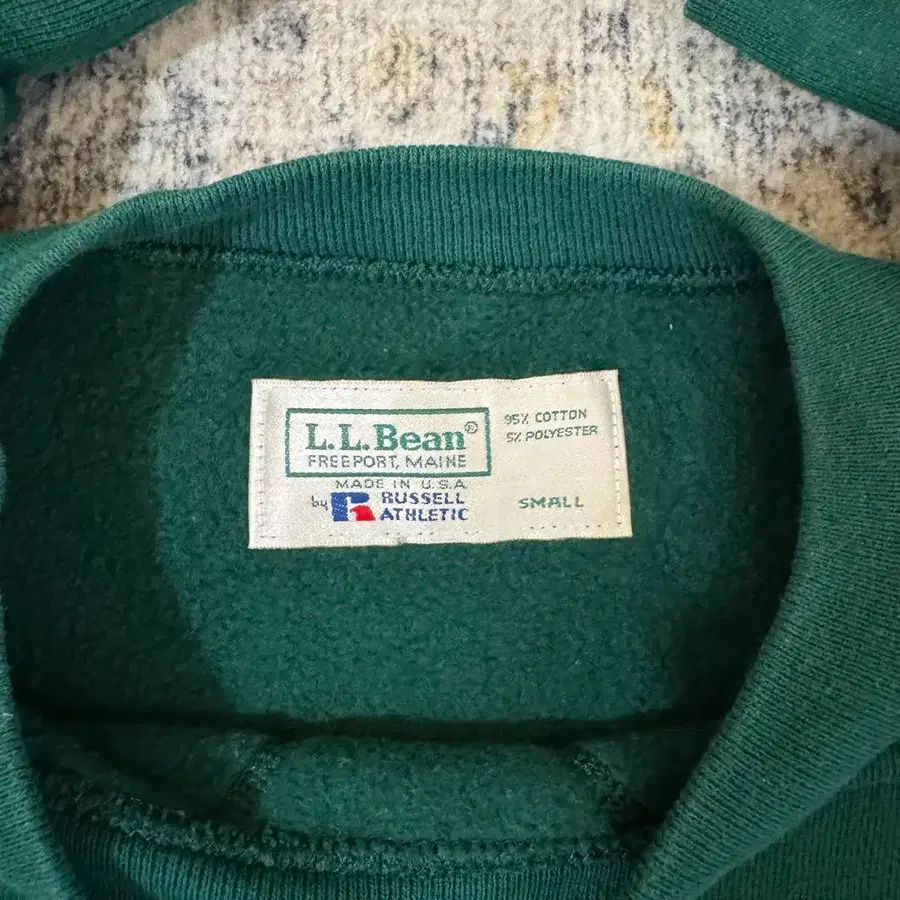 L.L.Bean®
FREEPORT, MAINE
MADE IN U.S.A.
by RUSSELL
ATHLETIC
95% COTTON
5% POLYESTER
SMALL